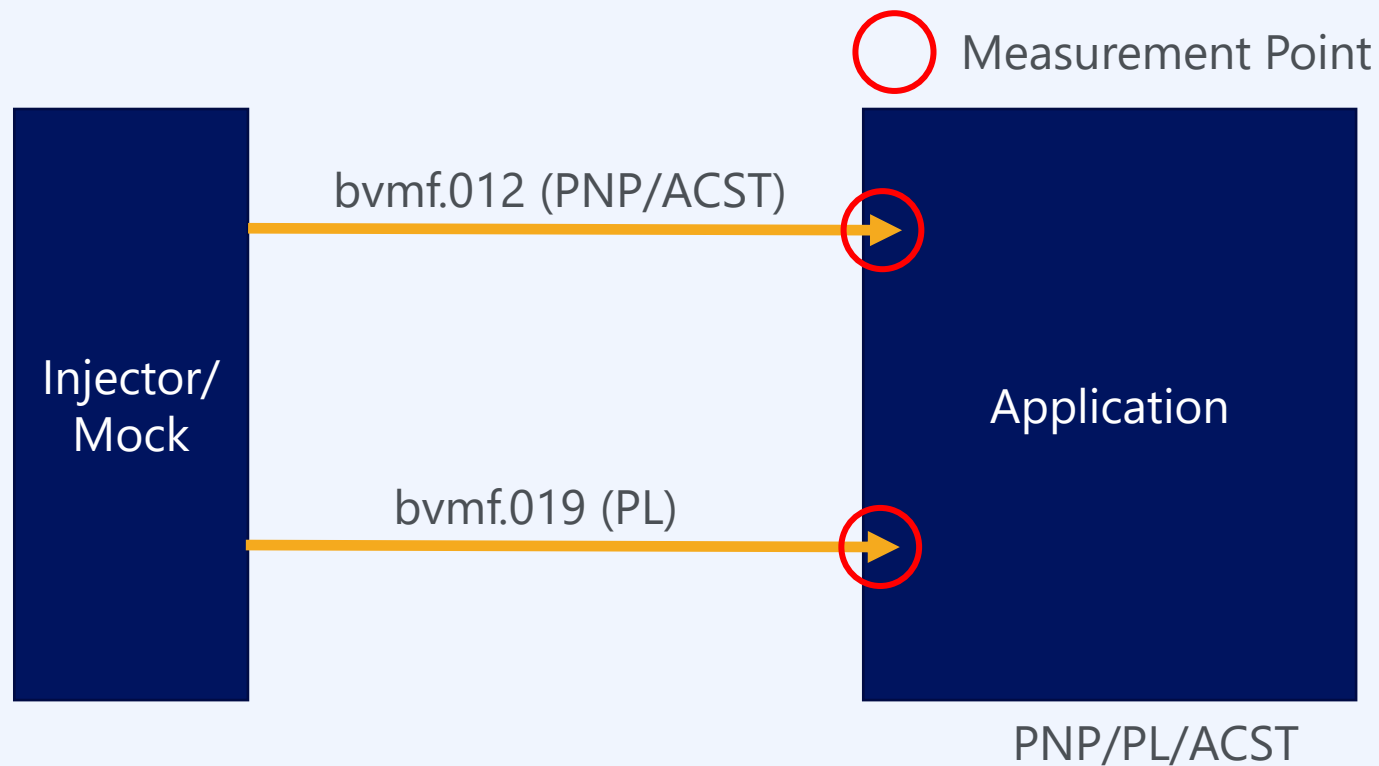 Measurement Point
bvmf.012 (PNP/ACST)
Injector/
Mock
Application
bvmf.019 (PL)
PNP/PL/ACST